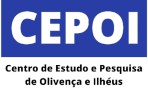 CEPOI
Centro de Estudo e Pesquisa
de Olivença e Ilhéus